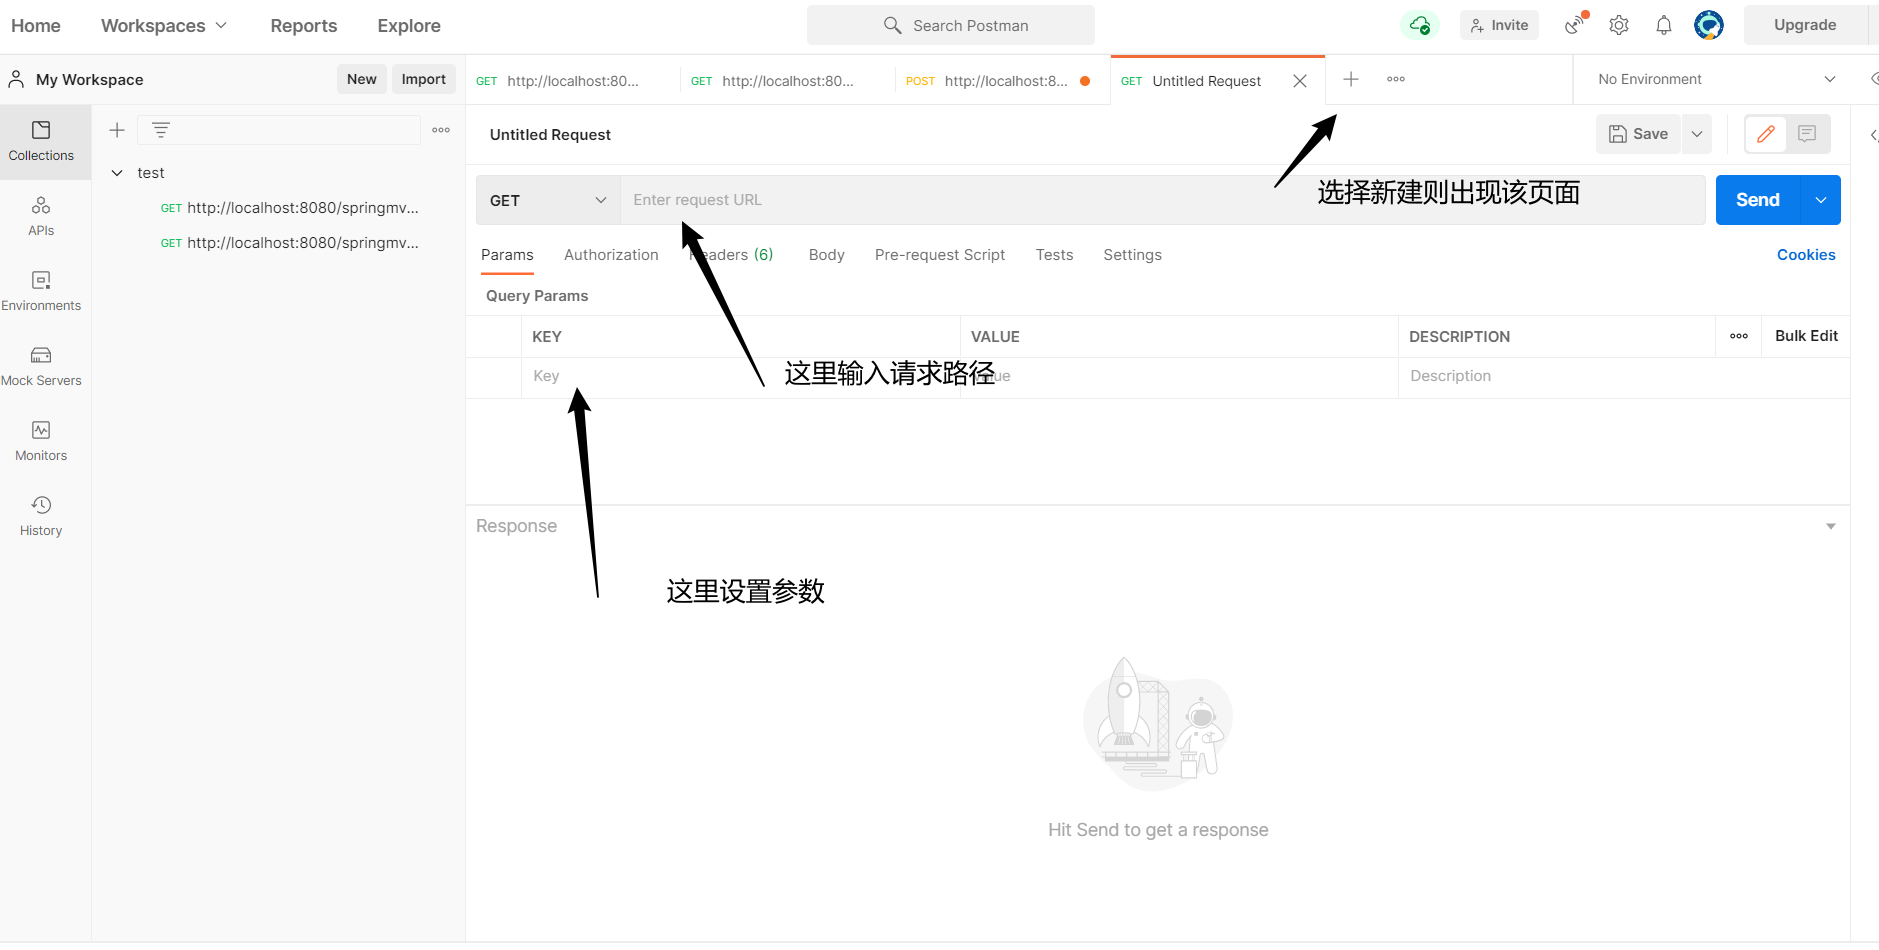 Home Workspaces Reports Explore Search Postman Invite Upgrade
My Workspace New Import GET http://localhost:80... GET http://localhost:80... POST http://localhost:8... GET Untitled Request No Environment
Collections
APIs
Environments
Mock Servers
Monitors
History
test
GET http://localhost:8080/springmv...
GET http://localhost:8080/springmv...
Untitled Request Save
GET Enter request URL 选择新建则出现该页面 Send
Params Authorization Headers (6) Body Pre-request Script Tests Settings Cookies
Query Params
KEY VALUE DESCRIPTION Bulk Edit
Key 这里输入请求路径 Value Description
Response
这里设置参数
Hit Send to get a response